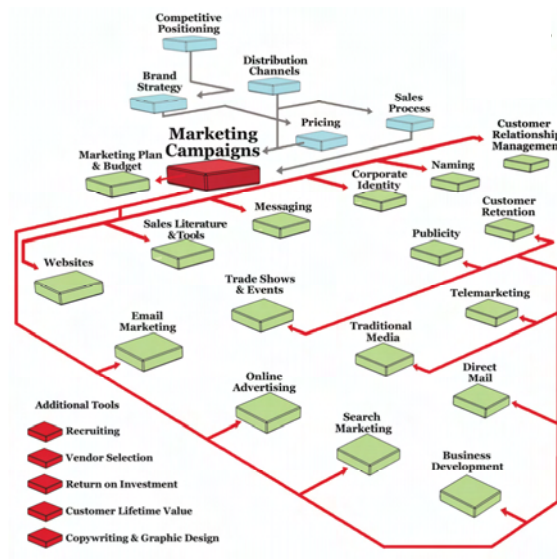 Competitive
Positioning
Brand
Strategy
Distribution
Channels
Sales
Process
Pricing
Marketing
Campaigns
Marketing Plan
& Budget
Customer
Relationship
Management
Naming
Corporate
Identity
Customer
Retention
Messaging
Sales Literature
&Tools
Publicity
Websites
Trade Shows
& Events
Telemarketing
Email
Marketing
Traditional
Media
Direct
Mail
Online
Advertising
Search
Marketing
Business
Development
Additional Tools
Recruiting
Vendor Selection
Return on Investment
Customer Lifetime Value
Copywriting & Graphic Design